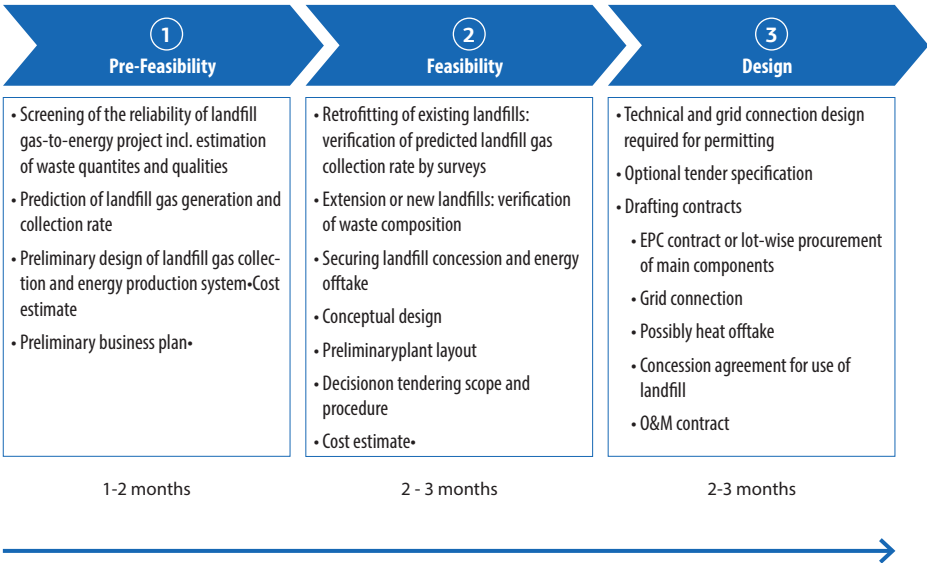 1
Pre-Feasibility
• Screening of the reliability of landfill
gas-to-energy project incl. estimation
of waste quantites and qualities
• Prediction of landfill gas generation and
collection rate
• Preliminary design of landfill gas collec-
tion and energy production system•Cost
estimate
• Preliminary business plan•
1-2 months
2
Feasibility
• Retrofitting of existing landfills:
verification of predicted landfill gas
collection rate by surveys
• Extension or new landfills: verification
of waste composition
• Securing landfill concession and energy
offtake
• Conceptual design
• Preliminaryplant layout
• Decisionon tendering scope and
procedure
• Cost estimate•
2 - 3 months
3
Design
• Technical and grid connection design
required for permitting
• Optional tender specification
• Drafting contracts
• EPC contract or lot-wise procurement
of main components
• Grid connection
• Possibly heat offtake
• Concession agreement for use of
landfill
• O&M contract
2-3 months